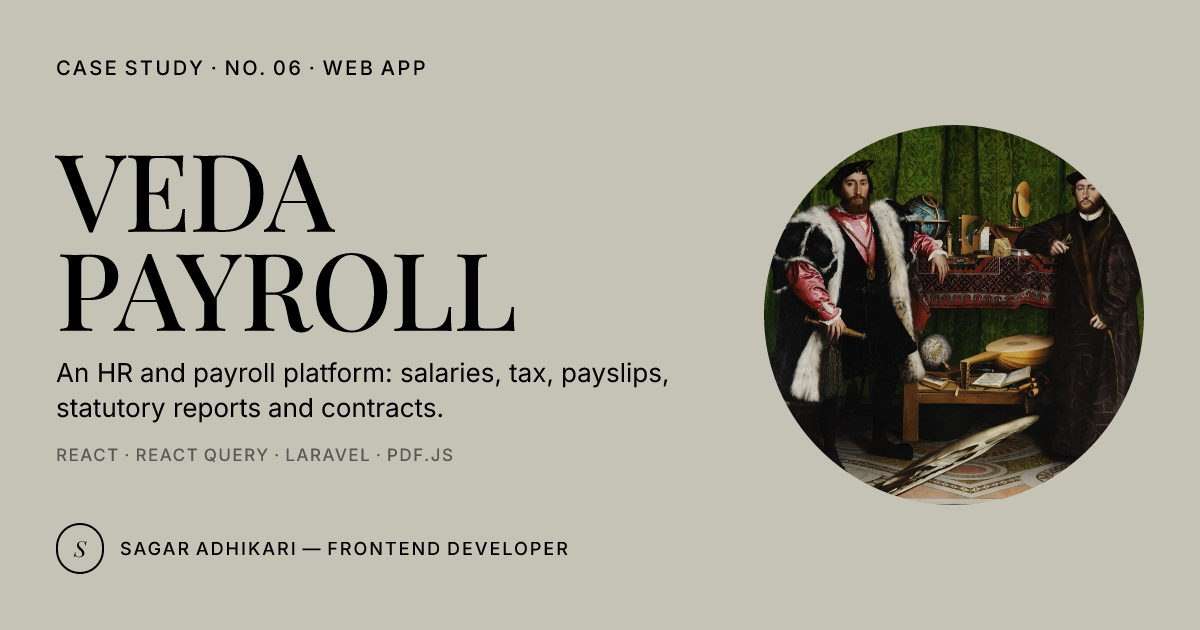 CASE STUDY · NO. 06 · WEB APP
VEDA
PAYROLL
An HR and payroll platform: salaries, tax, payslips,
statutory reports and contracts.
REACT · REACT QUERY · LARAVEL · PDF.JS
S
SAGAR ADHIKARI — FRONTEND DEVELOPER